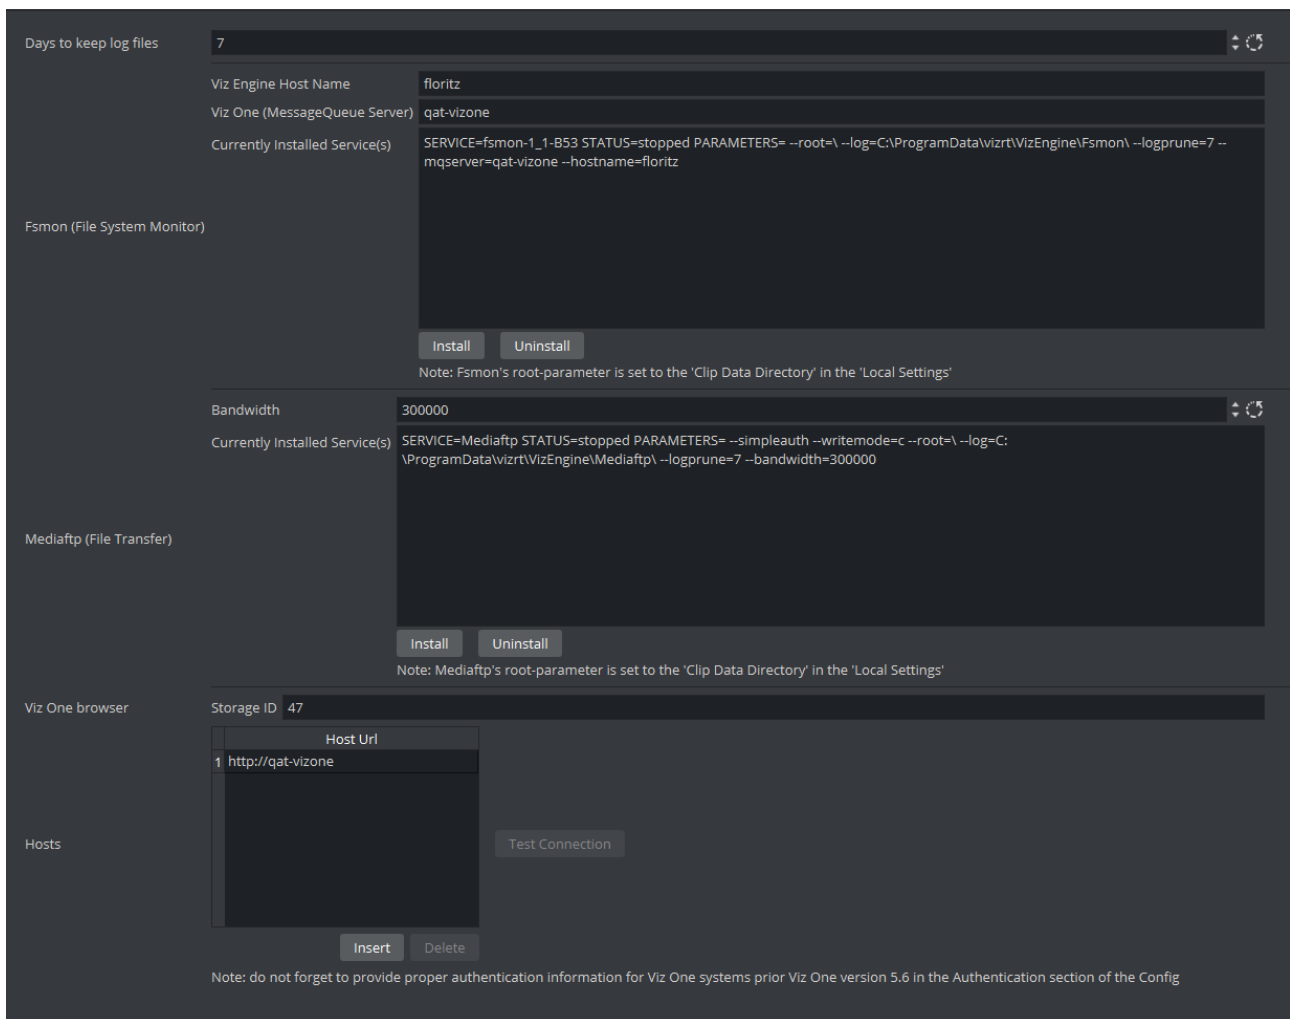 Days to keep log files
7
Viz Engine Host Name
floritz
Viz One (MessageQueue Server)
qat-vizone
Currently Installed Service(s)
SERVICE=fsmon-1_1-B53 STATUS=stopped PARAMETERS= --root=\ --log=C:\ProgramData\vizrt\VizEngine\Fsmon\ --logprune=7 --
mqserver=qat-vizone --hostname=floritz
Fsmon (File System Monitor)
Install
Uninstall
Note: Fsmon's root-parameter is set to the 'Clip Data Directory' in the 'Local Settings'
Bandwidth
300000
Currently Installed Service(s)
SERVICE=Mediaftp STATUS=stopped PARAMETERS= --simpleauth --writemode=c --root=\ --log=C:
\ProgramData\vizrt\VizEngine\Mediaftp\ --logprune=7 --bandwidth=300000
Mediaftp (File Transfer)
Install
Uninstall
Note: Mediaftp's root-parameter is set to the 'Clip Data Directory' in the 'Local Settings'
Viz One browser
Storage ID
47
Host Url
1 http://qat-vizone
Hosts
Test Connection
Insert
Delete
Note: do not forget to provide proper authentication information for Viz One systems prior Viz One version 5.6 in the Authentication section of the Config